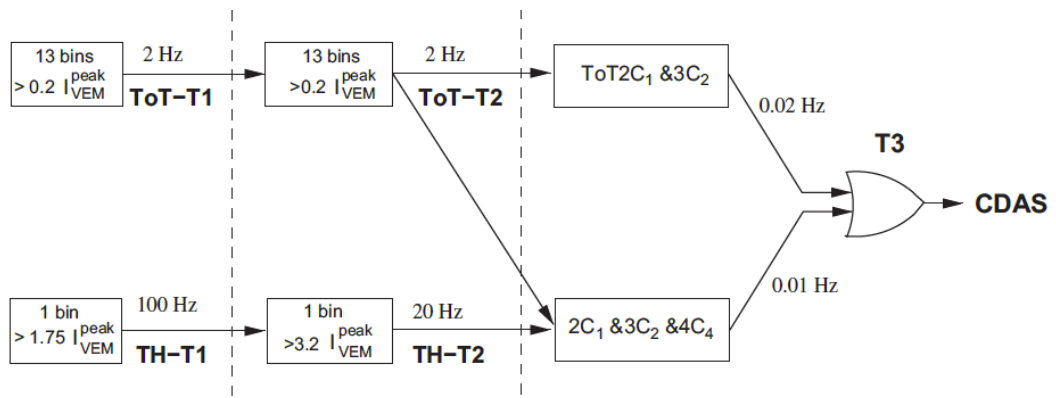 13 bins
> 0.2 I_VEM^peak
2 Hz
ToT−T1
13 bins
>0.2 I_VEM^peak
2 Hz
ToT−T2
ToT2C₁ &3C₂
0.02 Hz
T3
CDAS
0.01 Hz
1 bin
> 1.75 I_VEM^peak
100 Hz
TH−T1
1 bin
>3.2 I_VEM^peak
20 Hz
TH−T2
2C₁ &3C₂ &4C₄